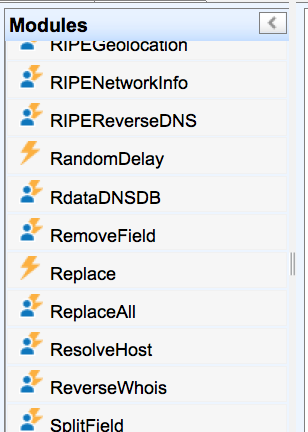 Modules
RIPEGeolocation
RIPENetworkInfo
RIPEReverseDNS
RandomDelay
RdataDNSDB
RemoveField
Replace
ReplaceAll
ResolveHost
ReverseWhois
SplitField